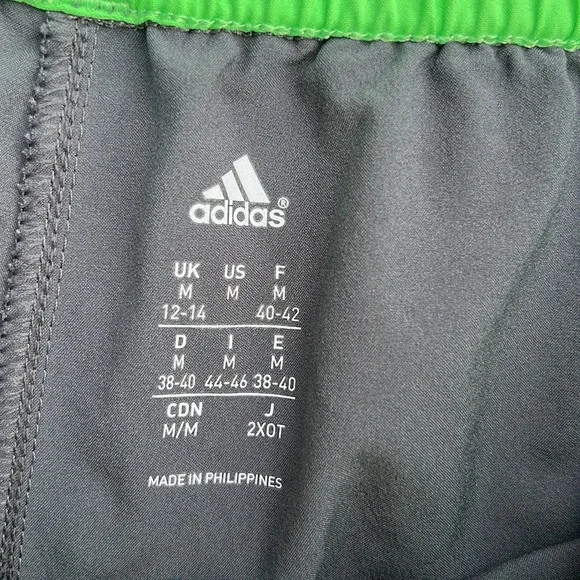 adidas®
UK US F
M M M
12-14 40-42
D I E
M M M
38-40 44-46 38-40
CDN J
M/M 2XOT
MADE IN PHILIPPINES